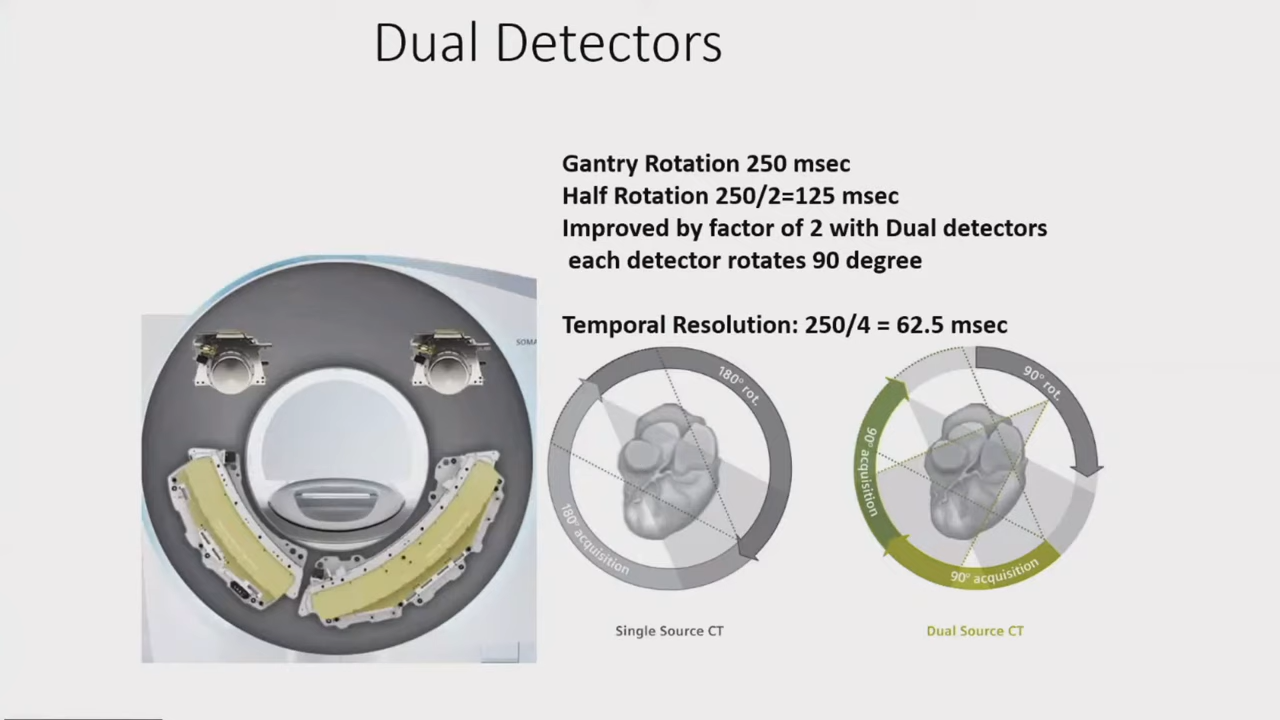 Dual Detectors
Gantry Rotation 250 msec
Half Rotation 250/2=125 msec
Improved by factor of 2 with Dual detectors
each detector rotates 90 degree
Temporal Resolution: 250/4 = 62.5 msec
SOMA
180° rot.
180° acquisition
Single Source CT
90° rot.
90° acquisition
90° acquisition
Dual Source CT